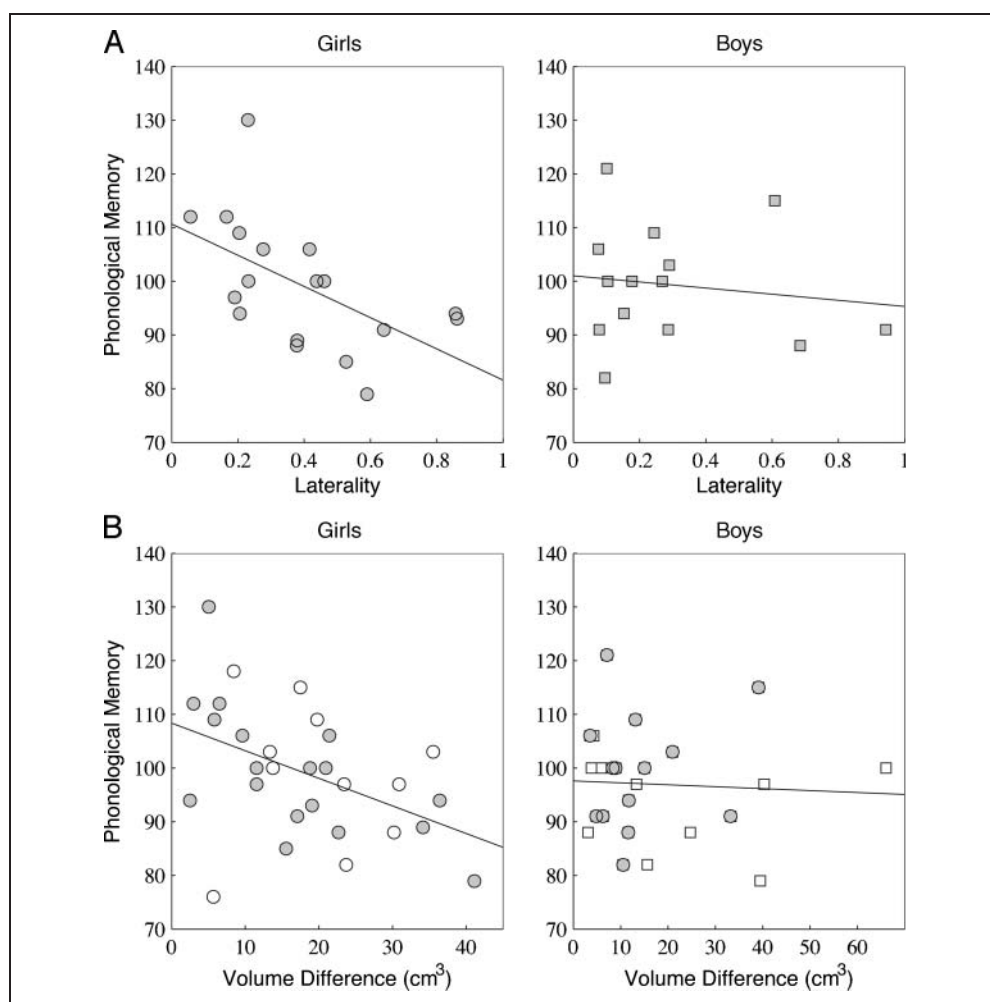 A
Girls
Boys
Phonological Memory
140
130
120
110
100
90
80
70
0 0.2 0.4 0.6 0.8 1
Laterality
140
130
120
110
100
90
80
70
0 0.2 0.4 0.6 0.8 1
Laterality
B
Girls
Boys
Phonological Memory
140
130
120
110
100
90
80
70
0 10 20 30 40
Volume Difference (cm³)
140
130
120
110
100
90
80
70
0 10 20 30 40 50 60
Volume Difference (cm³)